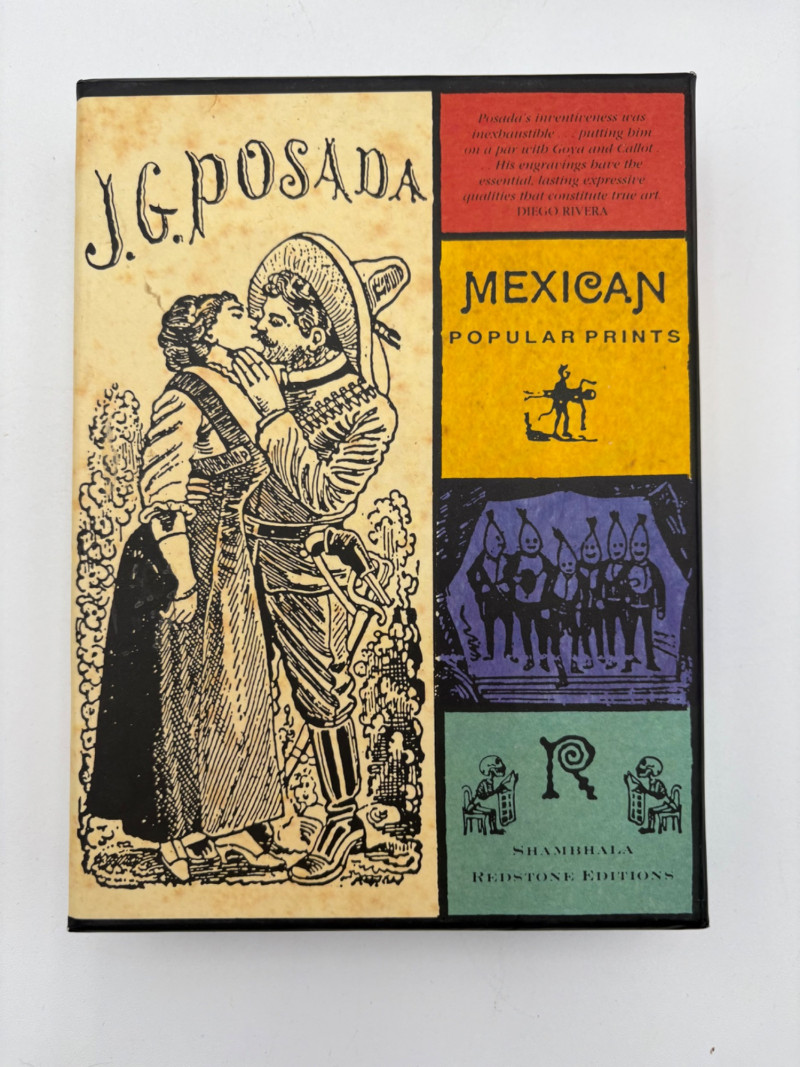 J.G. POSADA
Posada's inventiveness was
inexhaustible . . . putting him
on a par with Goya and Callot
. . . His engravings have the
essential, lasting expressive
qualities that constitute true art.
DIEGO RIVERA
MEXICAN
POPULAR PRINTS
R
SHAMBHALA
REDSTONE EDITIONS